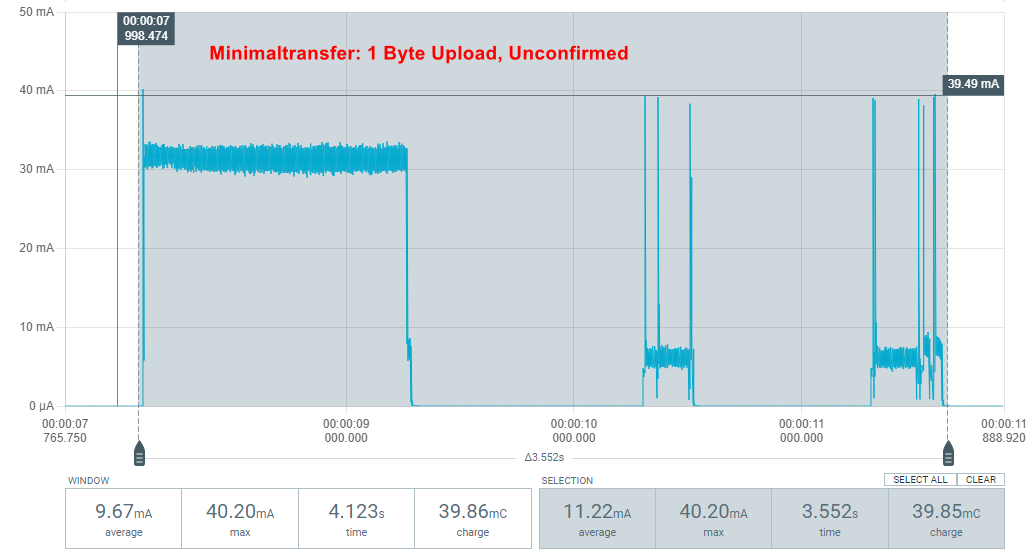 50 mA
00:00:07
998.474
Minimaltransfer: 1 Byte Upload, Unconfirmed
40 mA
39.49 mA
30 mA
20 mA
10 mA
0 µA
00:00:07
765.750
00:00:09
000.000
00:00:10
000.000
00:00:11
000.000
00:00:11
888.920
Δ3.552s
WINDOW
SELECTION
SELECT ALL
CLEAR
9.67mA
average
40.20mA
max
4.123s
time
39.86mC
charge
11.22mA
average
40.20mA
max
3.552s
time
39.85mC
charge